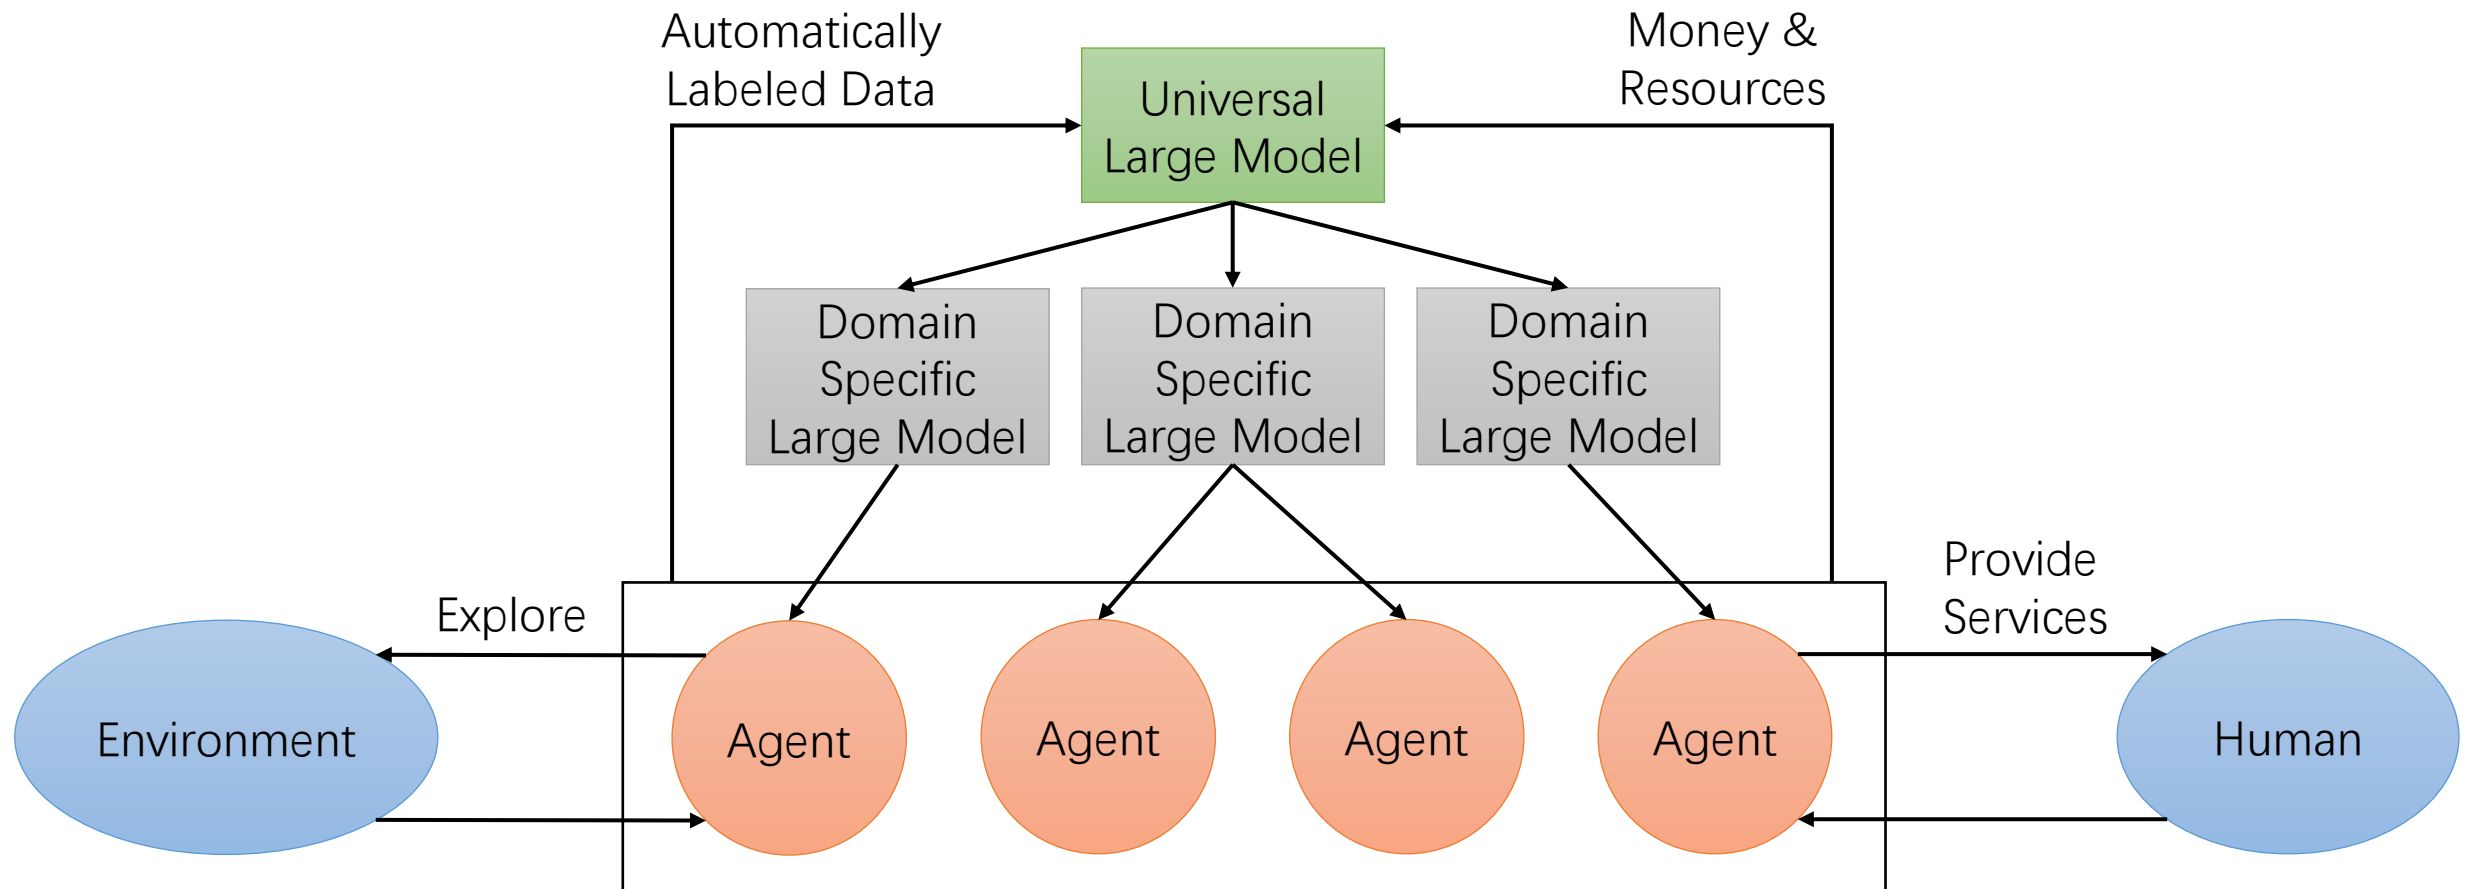 Automatically
Labeled Data
Universal
Large Model
Money &
Resources
Domain
Specific
Large Model
Domain
Specific
Large Model
Domain
Specific
Large Model
Explore
Provide
Services
Environment
Agent
Agent
Agent
Agent
Human